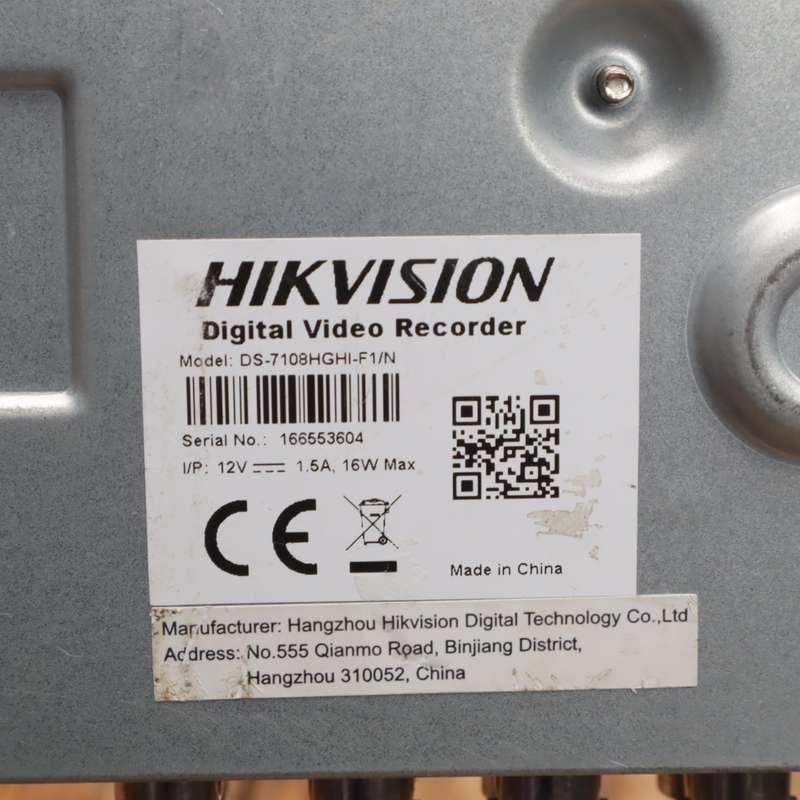 HIKVISION
Digital Video Recorder
Model: DS-7108HGHI-F1/N
Serial No.: 166553604
I/P: 12V ⎓ 1.5A, 16W Max
CE
Made in China
Manufacturer: Hangzhou Hikvision Digital Technology Co.,Ltd
Address: No.555 Qianmo Road, Binjiang District,
Hangzhou 310052, China